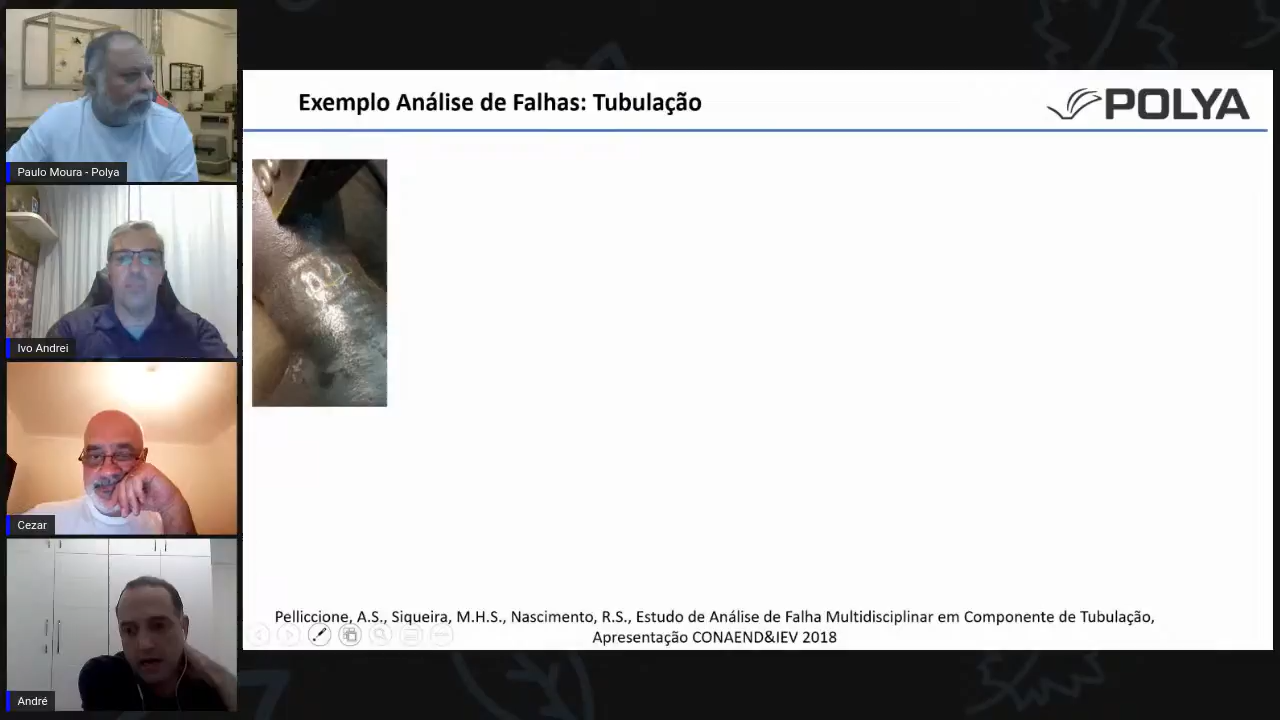 Exemplo Análise de Falhas: Tubulação
POLYA
Paulo Moura - Polya
Ivo Andrei
Cezar
André
Pelliccione, A.S., Siqueira, M.H.S., Nascimento, R.S., Estudo de Análise de Falha Multidisciplinar em Componente de Tubulação,
Apresentação CONAEND&IEV 2018